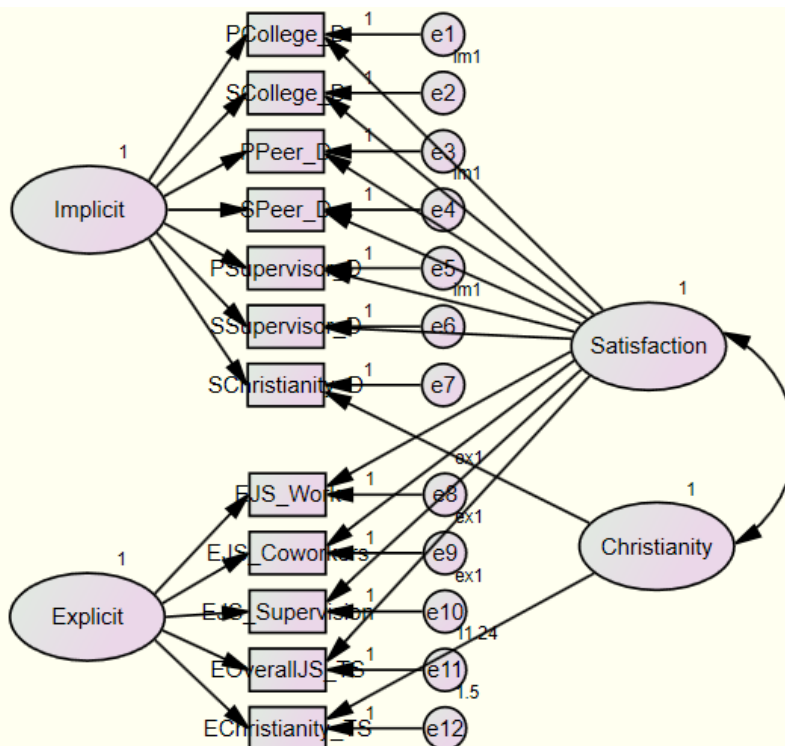 PCollege_D 1 e1
im1
SCollege_D 1 e2
PPeer_D 1 e3
im1
1
Implicit
SPeer_D 1 e4
PSupervisor_D 1 e5
im1
SSupervisor_D 1 e6
1
Satisfaction
SChristianity_D 1 e7
ex1
EJS_Work 1 e8
ex1
1
Christianity
EJS_Coworkers 1 e9
ex1
1
Explicit
EJS_Supervision 1 e10
11.24
EOverallJS_TS 1 e11
1.5
EChristianity_TS 1 e12